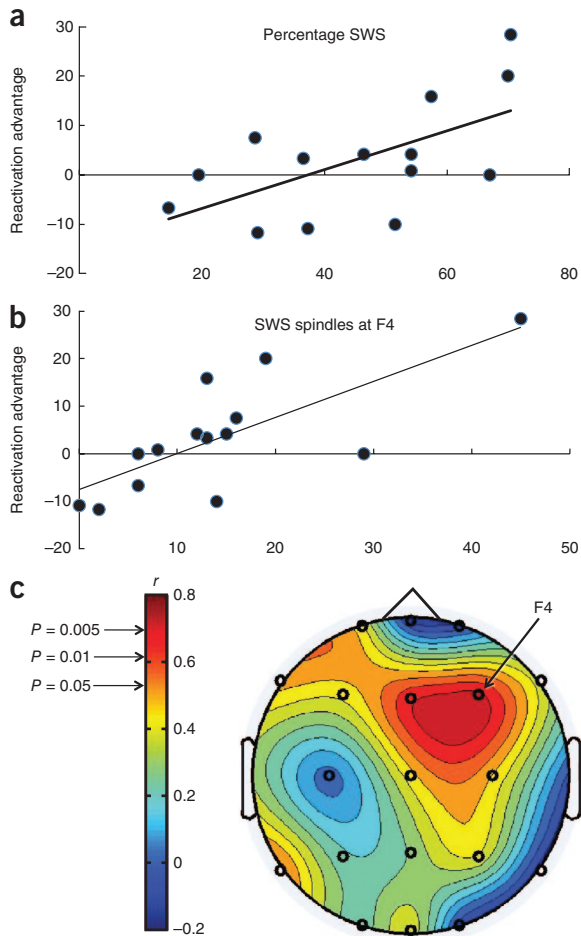 a
Percentage SWS
Reactivation advantage
30
20
10
0
−10
−20
20 40 60 80
b
SWS spindles at F4
Reactivation advantage
30
20
10
0
−10
−20
10 20 30 40 50
c
r
P = 0.005
P = 0.01
P = 0.05
0.8
0.6
0.4
0.2
0
−0.2
F4